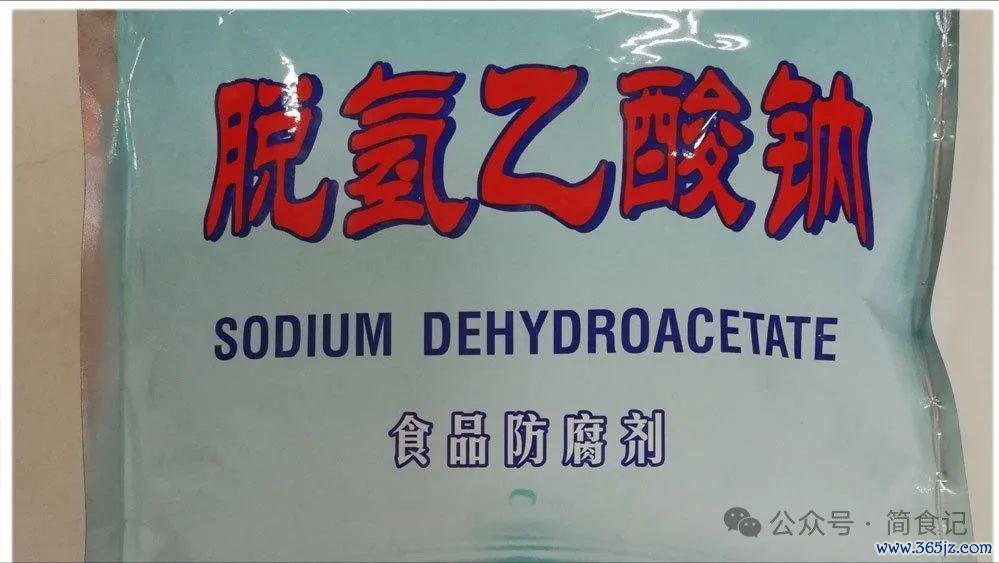 脱氢乙酸钠
SODIUM DEHYDROACETATE
食品防腐剂
公众号 · 简食记
www.365jz.com